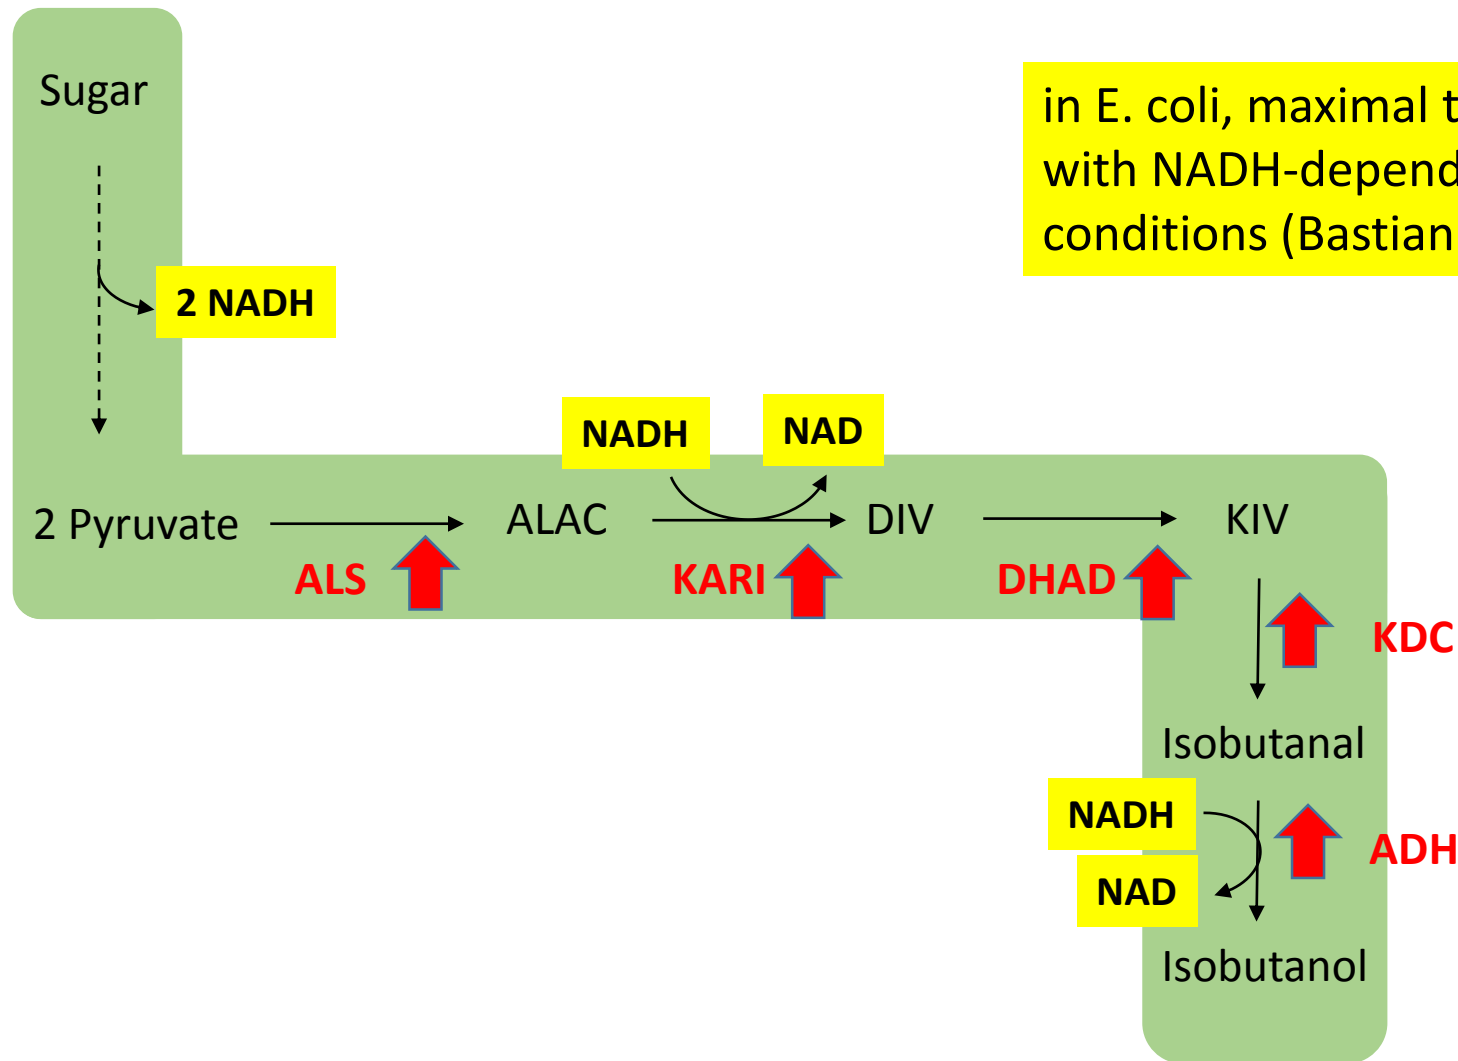 Sugar
in E. coli, maximal
with NADH-depend
conditions (Bastian
2 NADH
NADH
NAD
2 Pyruvate
ALAC
DIV
KIV
ALS
KARI
DHAD
KDC
Isobutanal
NADH
ADH
NAD
Isobutanol